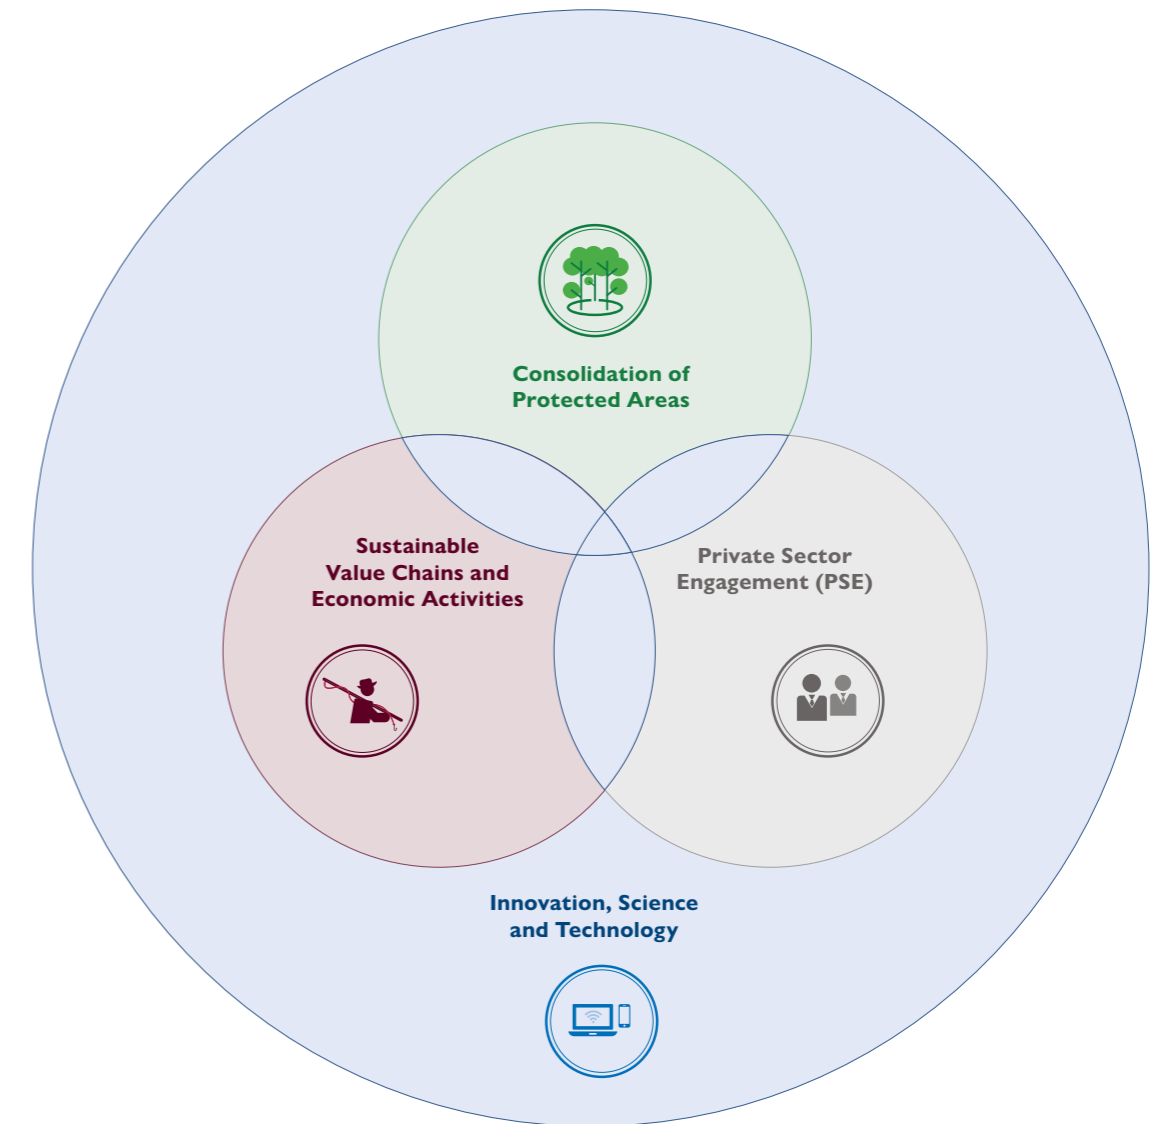 Consolidation of
Protected Areas
Sustainable
Value Chains and
Economic Activities
Private Sector
Engagement (PSE)
Innovation, Science
and Technology